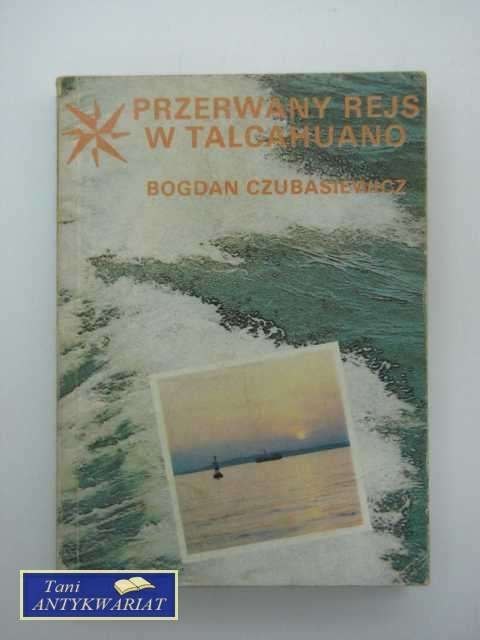 PRZERWANY REJS
W TALCAHUANO
BOGDAN CZUBASIEWICZ
Tani
ANTYKWARIAT